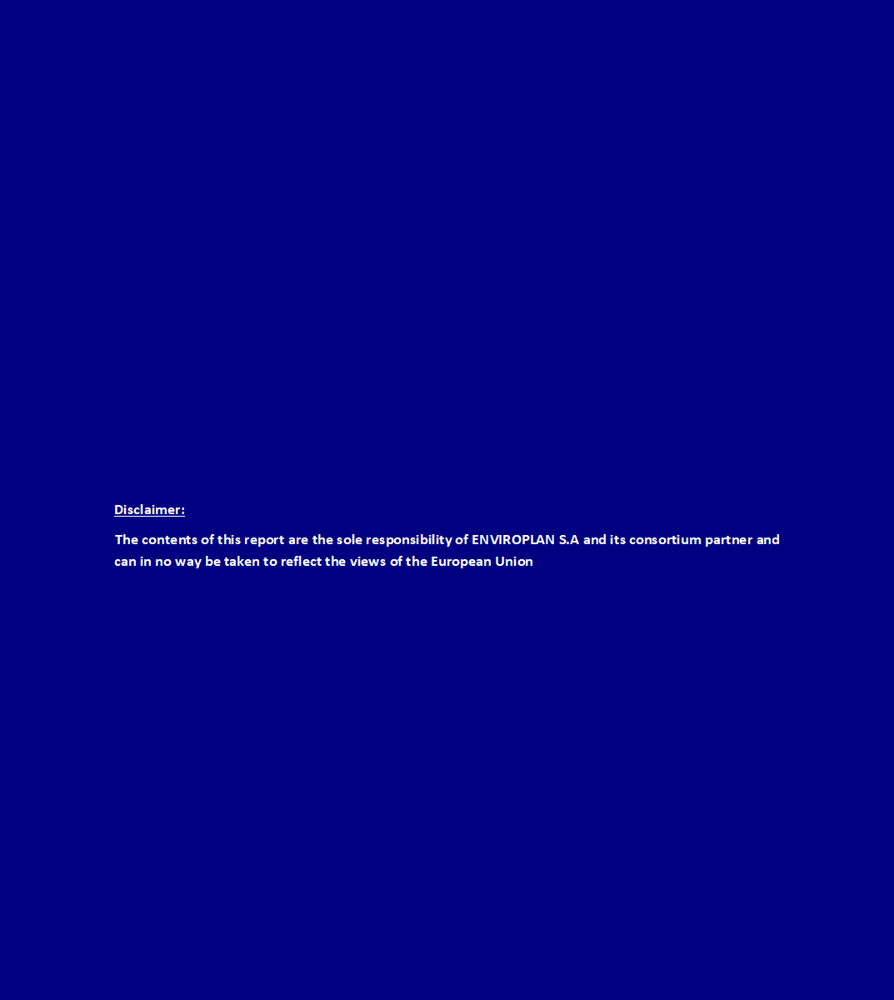 Disclaimer:
The contents of this report are the sole responsibility of ENVIROPLAN S.A and its consortium partner and
can in no way be taken to reflect the views of the European Union